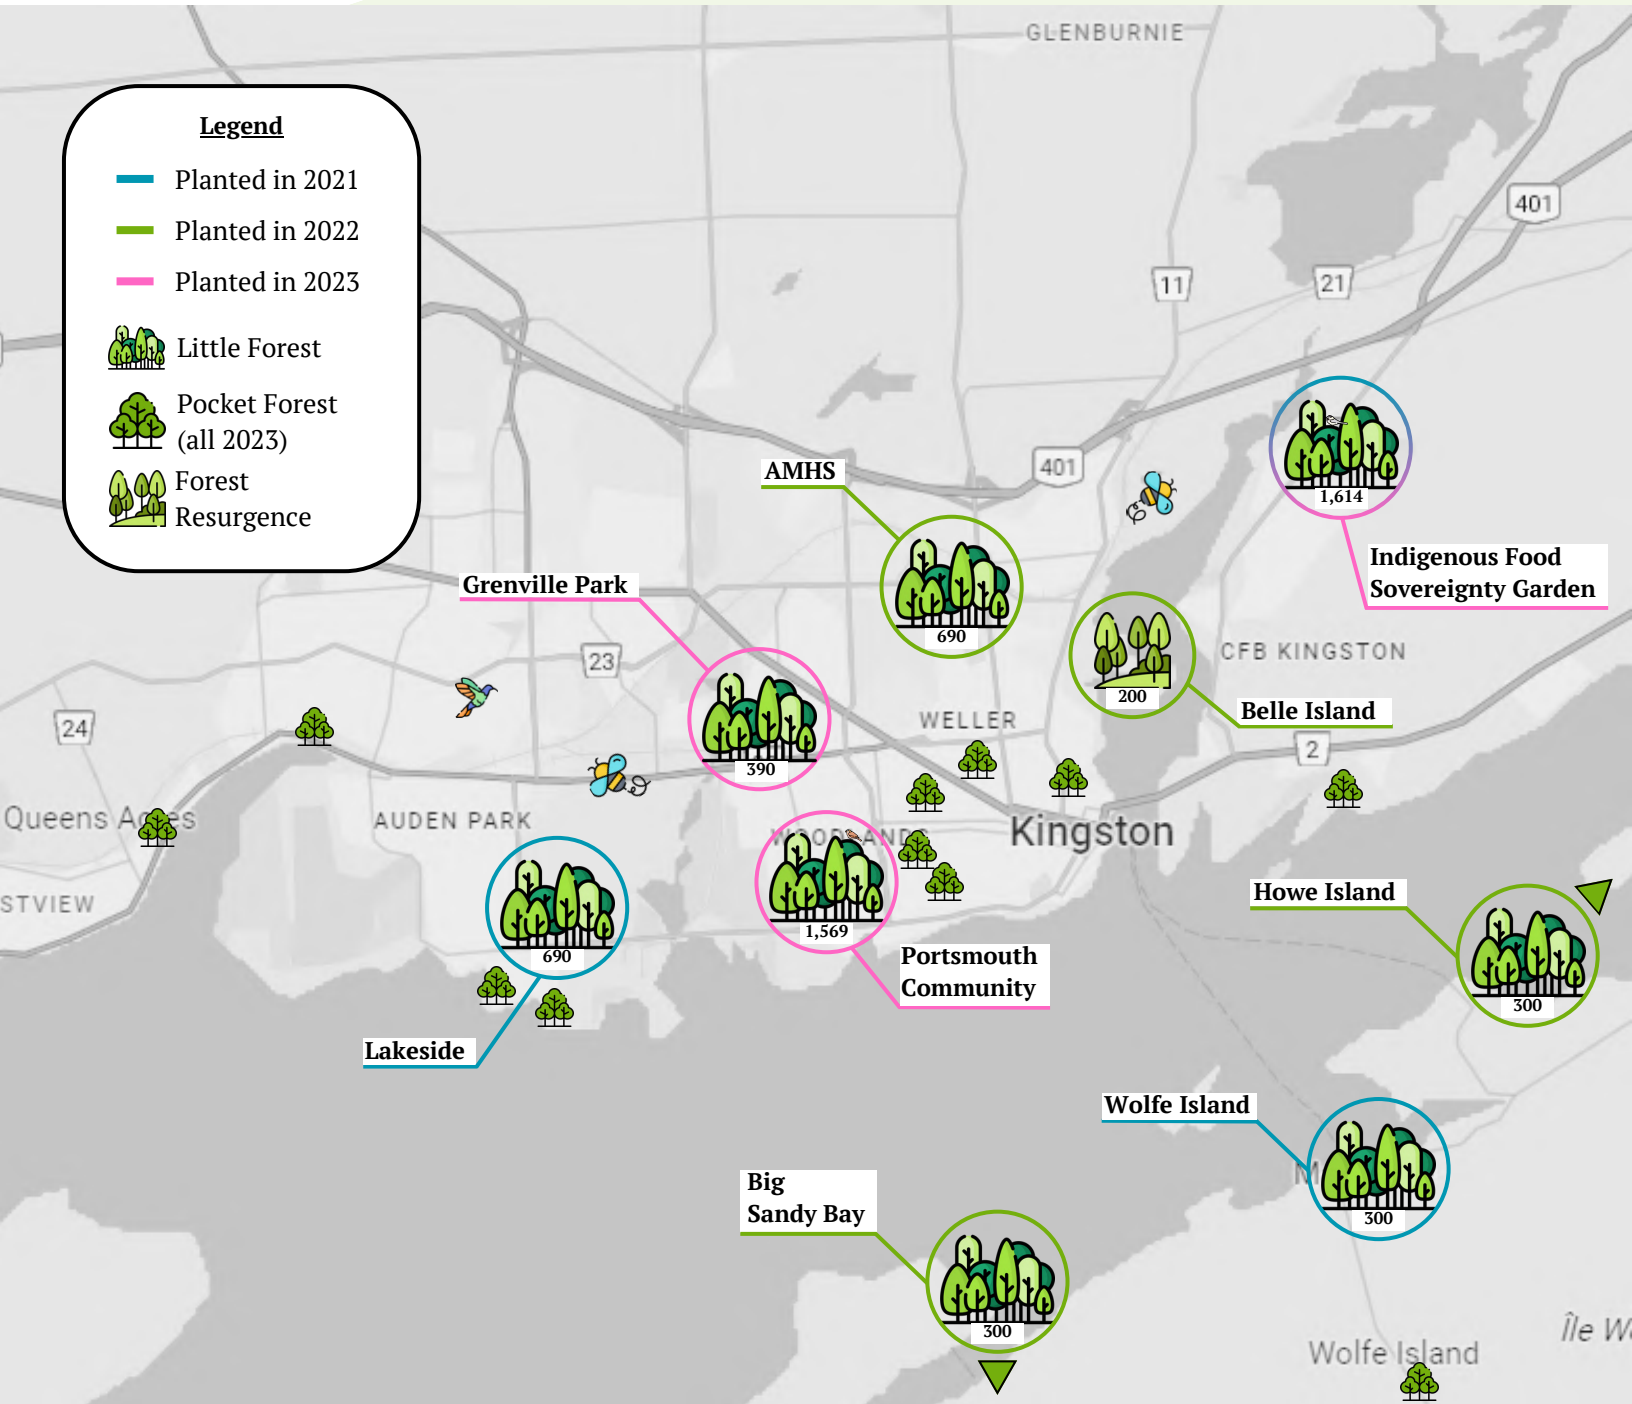 GLENBURNIE
Legend
Planted in 2021
Planted in 2022
Planted in 2023
Little Forest
Pocket Forest
(all 2023)
Forest
Resurgence
401
11
21
401
AMHS
1,614
Indigenous Food
Sovereignty Garden
Grenville Park
690
23
CFB KINGSTON
200
Belle Island
24
WELLER
2
390
Queens Acres
AUDEN PARK
WOODLANDS
Kingston
STVIEW
Howe Island
1,569
690
Portsmouth
Community
300
Lakeside
Wolfe Island
M
Big
Sandy Bay
300
300
Île Wo
Wolfe Island